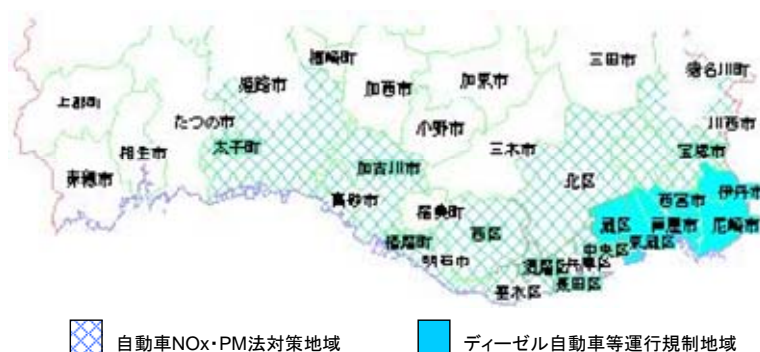 福崎町
三田市
猪名川町
姫路市
加西市
加東市
上郡町
たつの市
小野市
川西市
相生市
太子町
三木市
宝塚市
赤穂市
加古川市
北区
伊丹市
西宮市
高砂市
稲美町
灘区
芦屋市
尼崎市
西区
東灘区
播磨町
中央区
明石市
須磨区
兵庫区
長田区
垂水区
自動車NOx・PM法対策地域
ディーゼル自動車等運行規制地域